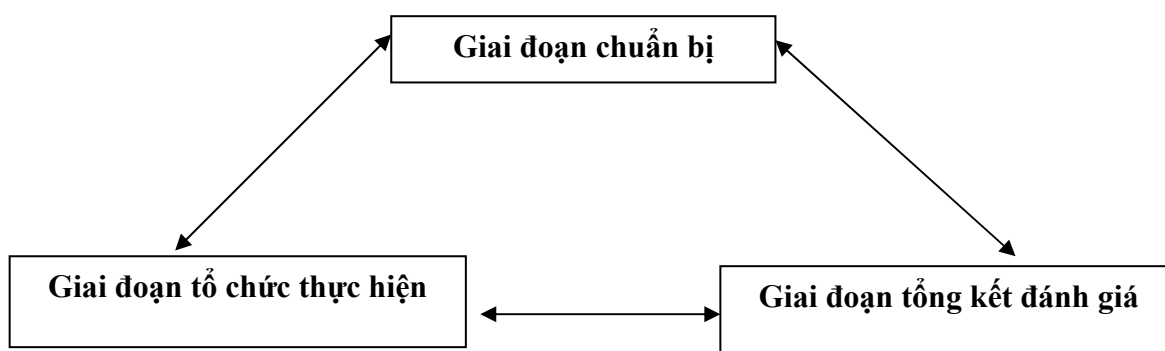 Giai đoạn chuẩn bị
Giai đoạn tổ chức thực hiện
Giai đoạn tổng kết đánh giá